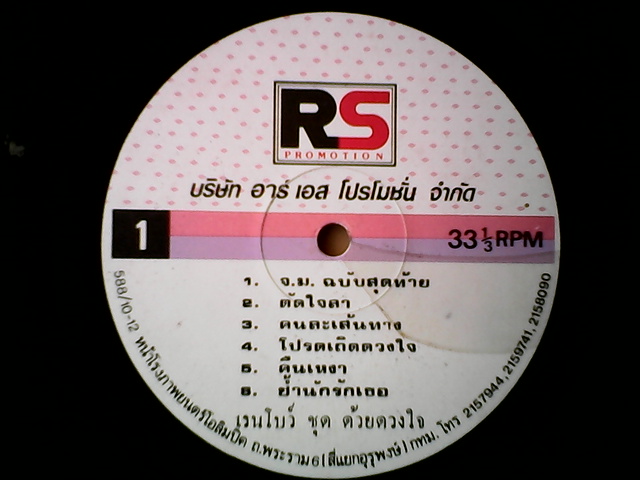 RS
PROMOTION
บริษัท อาร์ เอส โปรโมชั่น จำกัด
1
33 1/3 RPM
1. จ.ม. ฉบับสุดท้าย
2. ตัดใจลา
3. คนละเส้นทาง
4. โปรดเถิดดวงใจ
5. คืนเหงา
6. ย้ำนักรักเธอ
เรนโบว์ ชุด ด้วยดวงใจ
588/10-12 หน้าโรงภาพยนตร์โอลิมปิค ถ.พระราม 6 (สี่แยกอุรุพงษ์) กทม. โทร 2157944, 2159741, 2158090